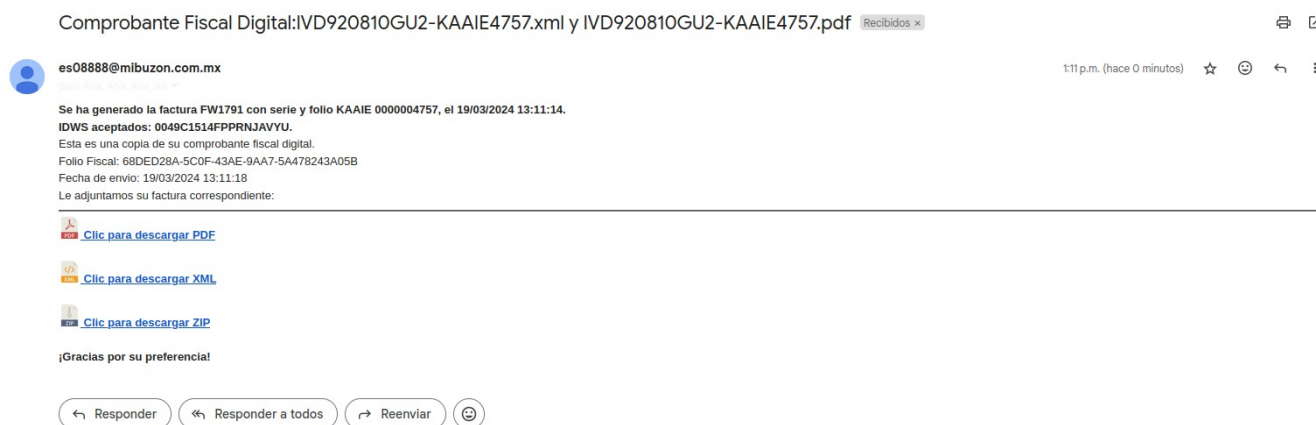 Comprobante Fiscal Digital:IVD920810GU2-KAAIE4757.xml y IVD920810GU2-KAAIE4757.pdf Recibidos ×
es08888@mibuzon.com.mx 1:11 p.m. (hace 0 minutos)
Se ha generado la factura FW1791 con serie y folio KAAIE 0000004757, el 19/03/2024 13:11:14.
IDWS aceptados: 0049C1514FPPRNJAVYU.
Esta es una copia de su comprobante fiscal digital.
Folio Fiscal: 68DED28A-5C0F-43AE-9AA7-5A478243A05B
Fecha de envio: 19/03/2024 13:11:18
Le adjuntamos su factura correspondiente:
PDF Clic para descargar PDF
XML Clic para descargar XML
ZIP Clic para descargar ZIP
¡Gracias por su preferencia!
Responder Responder a todos Reenviar